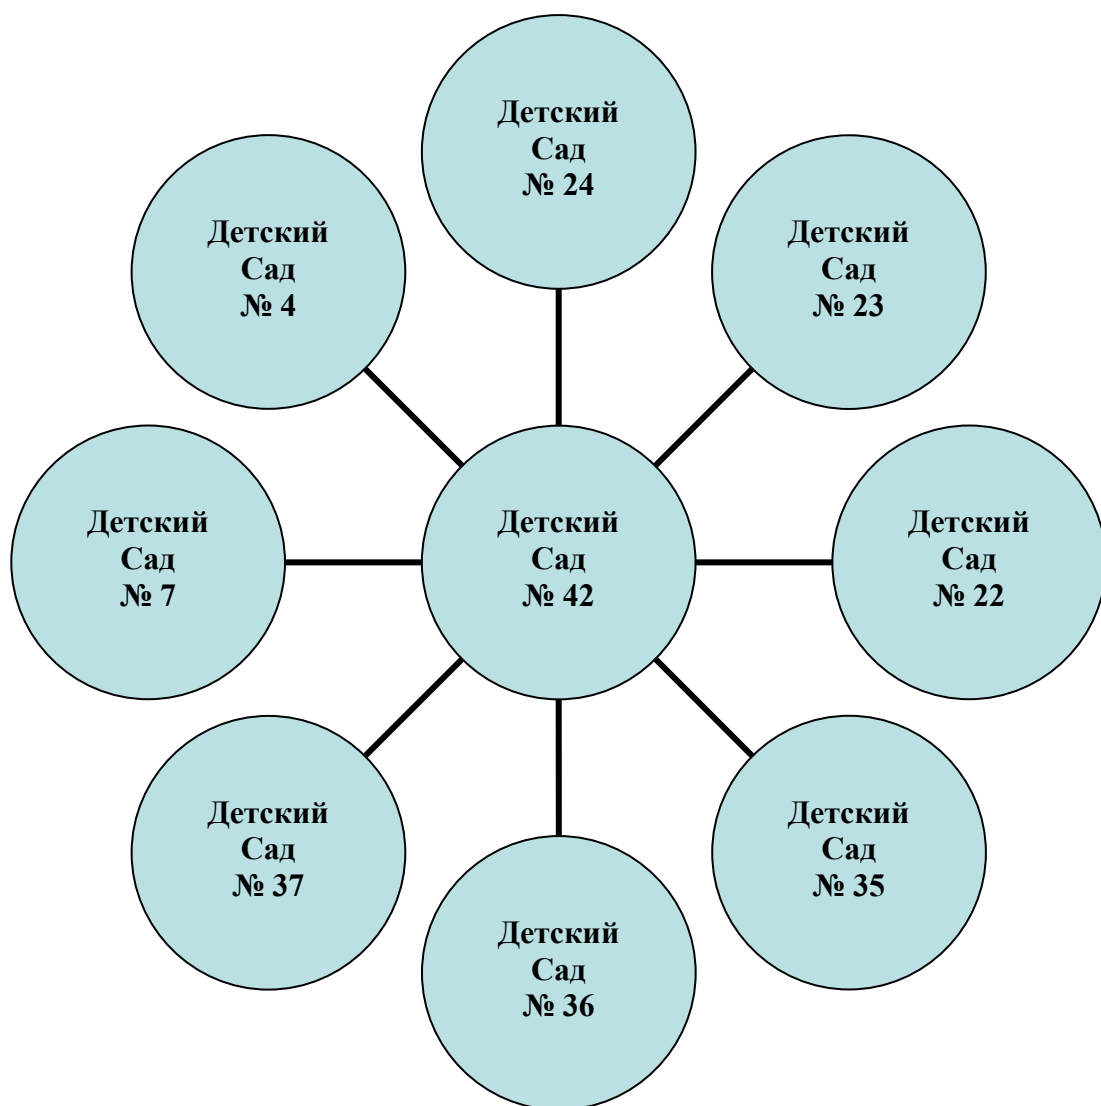 Детский
Сад
№ 24
Детский
Сад
№ 4
Детский
Сад
№ 23
Детский
Сад
№ 7
Детский
Сад
№ 42
Детский
Сад
№ 22
Детский
Сад
№ 37
Детский
Сад
№ 35
Детский
Сад
№ 36